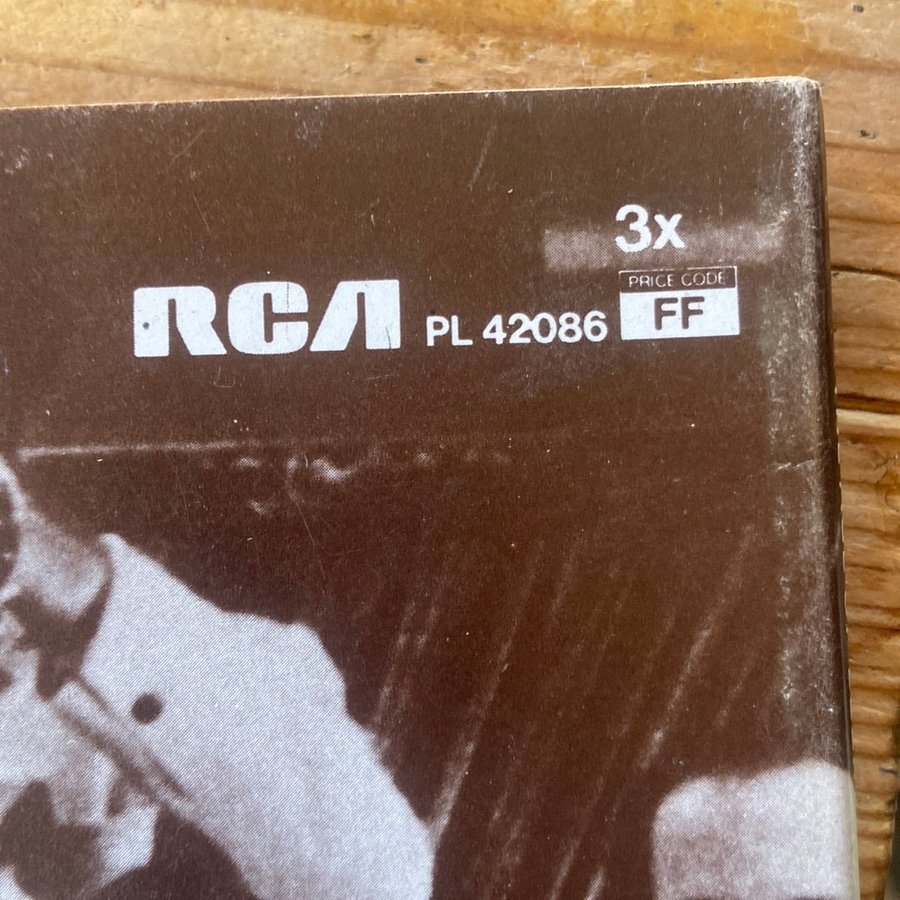 3x
RCA PL 42086 PRICE CODE
FF